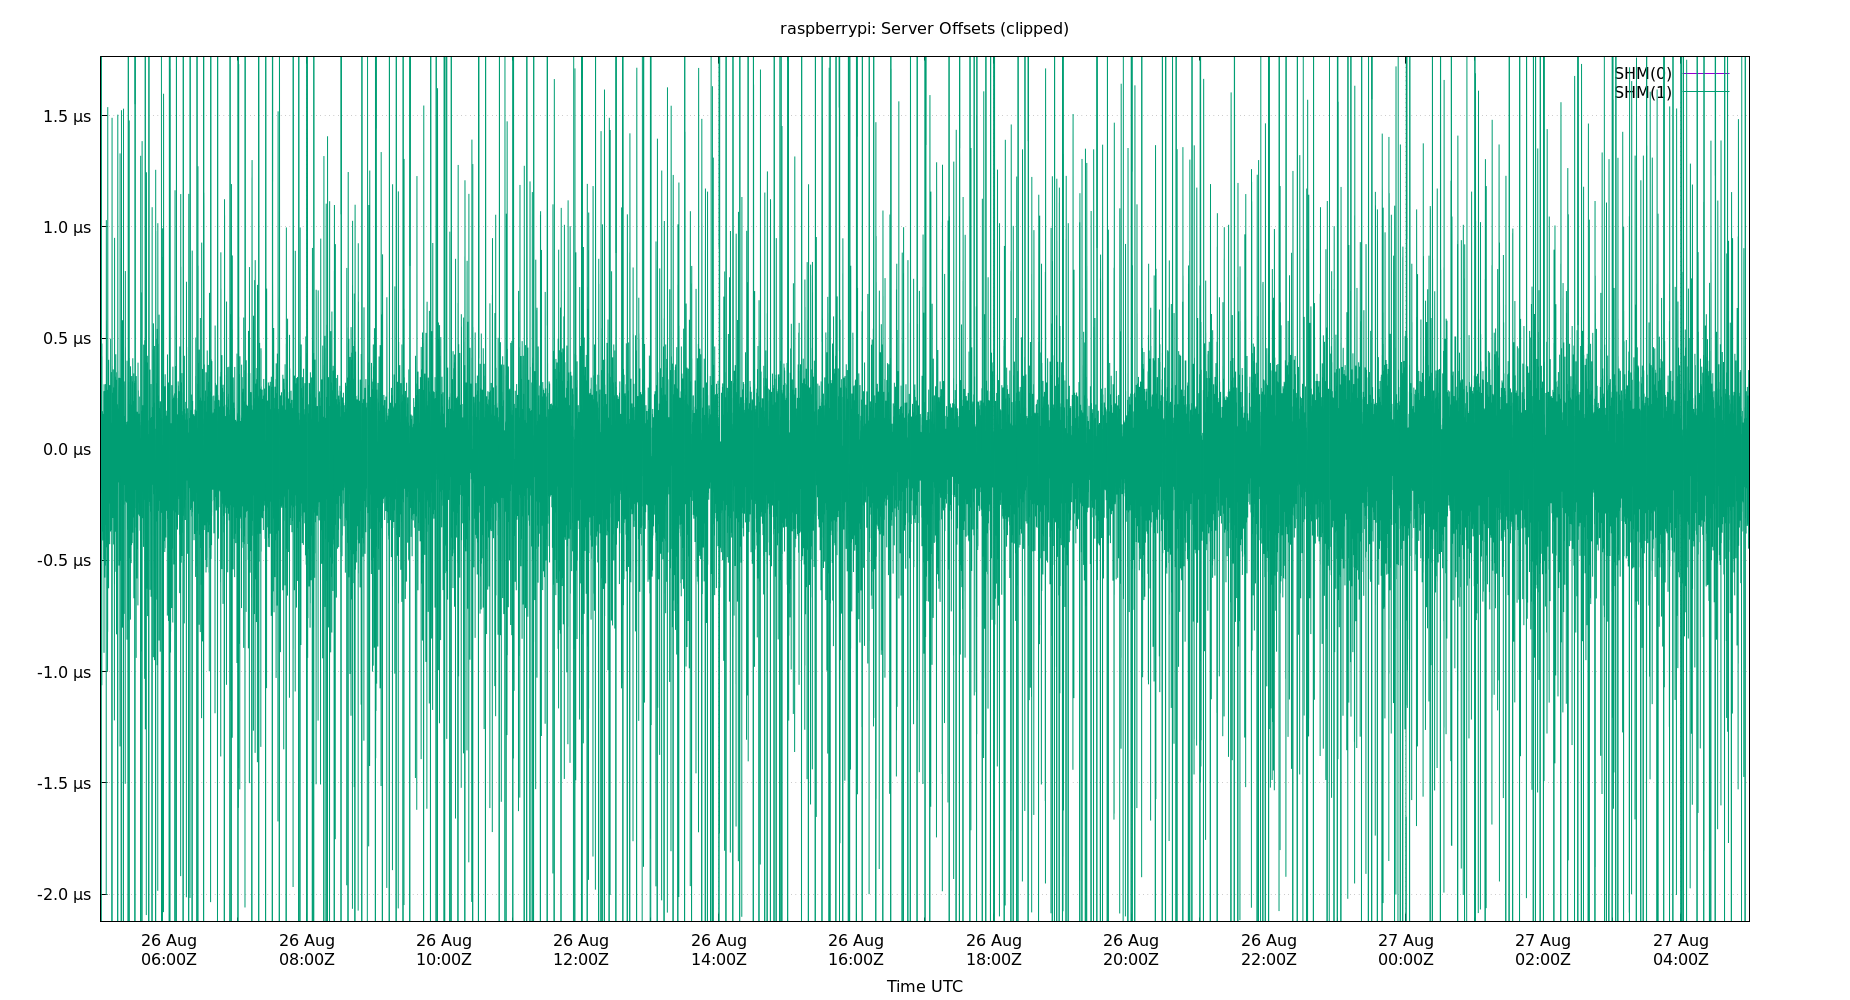 raspberrypi: Server Offsets (clipped)
SHM(0)
SHM(1)
1.5 µs
1.0 µs
0.5 µs
0.0 µs
-0.5 µs
-1.0 µs
-1.5 µs
-2.0 µs
26 Aug 26 Aug 26 Aug 26 Aug 26 Aug 26 Aug 26 Aug 26 Aug 26 Aug 27 Aug 27 Aug 27 Aug
06:00Z 08:00Z 10:00Z 12:00Z 14:00Z 16:00Z 18:00Z 20:00Z 22:00Z 00:00Z 02:00Z 04:00Z
Time UTC